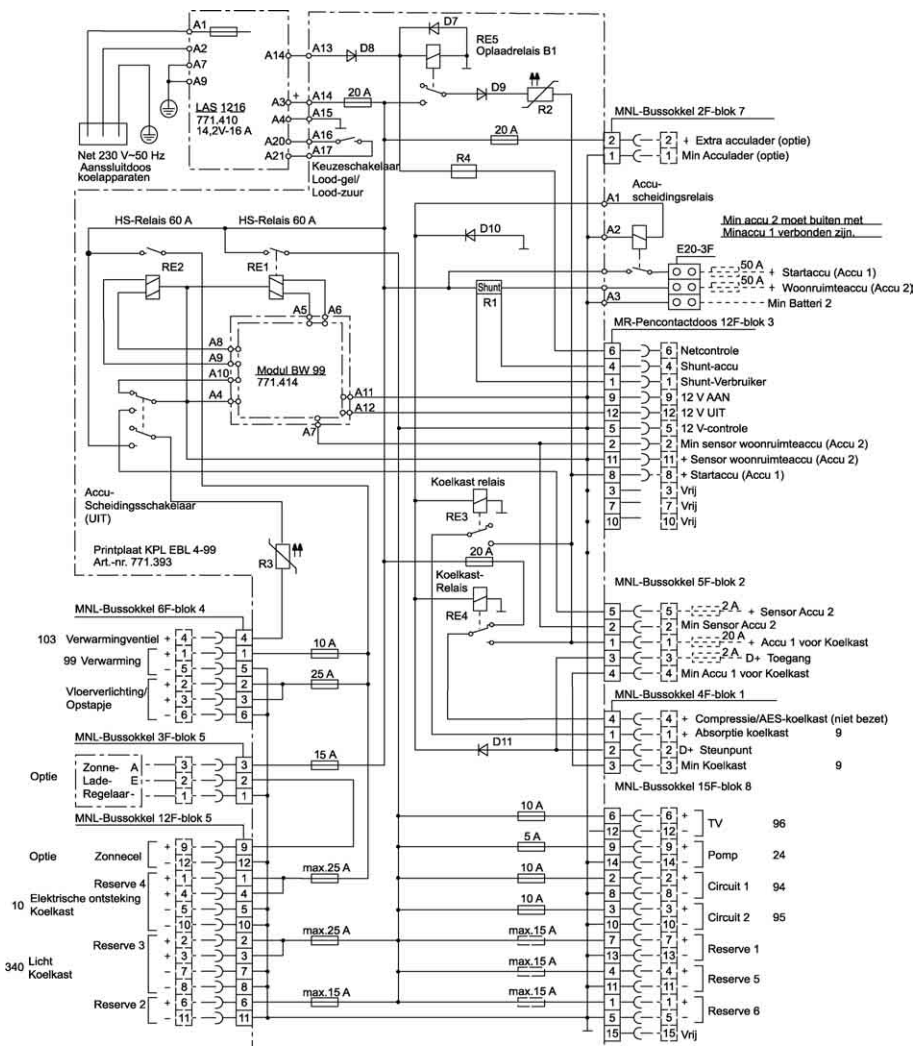 A1
A2
A7
A9
LAS 1216
771.410
14,2V-16 A
A14
A3
A4
A20
A21
A13
+ A14
A15
A16
A17
20 A
D8
D7
RE5
Oplaadrelais B1
D9
R2
Net 230 V~50 Hz
Aanssluitdoos
koelapparaten
Keuzeschakelaar
Lood-gel/
Lood-zuur
R4
20 A
MNL-Bussokkel 2F-blok 7
2 2 + Extra acculader (optie)
1 1 Min Acculader (optie)
Accu-
scheidingsrelais
A1
A2
A3
Min accu 2 moet buiten met
Minaccu 1 verbonden zijn.
E20-3F
50 A + Startaccu (Accu 1)
50 A + Woonruimteaccu (Accu 2)
Min Batteri 2
HS-Relais 60 A
HS-Relais 60 A
RE2
RE1
D10
Shunt
R1
A5
A6
A8
A9
A10
A4
Modul BW 99
771.414
A11
A12
A7
MR-Pencontactdoos 12F-blok 3
6 6 Netcontrole
4 4 Shunt-accu
1 1 Shunt-Verbruiker
9 9 12 V AAN
12 12 12 V UIT
5 5 12 V-controle
2 2 Min sensor woonruimteaccu (Accu 2)
11 11 + Sensor woonruimteaccu (Accu 2)
8 8 + Startaccu (Accu 1)
3 3 Vrij
7 7 Vrij
10 10 Vrij
Accu-
Scheidingsschakelaar
(UIT)
Printplaat KPL EBL 4-99
Art.-nr. 771.393
R3
Koelkast relais
RE3
20 A
Koelkast-
Relais
RE4
D11
MNL-Bussokkel 5F-blok 2
5 5 2 A + Sensor Accu 2
2 2 Min Sensor Accu 2
1 1 20 A + Accu 1 voor Koelkast
3 3 2 A D+ Toegang
4 4 Min Accu 1 voor Koelkast
MNL-Bussokkel 4F-blok 1
4 4 + Compressie/AES-koelkast (niet bezet)
1 1 + Absorptie koelkast 9
2 2 D+ Steunpunt
3 3 Min Koelkast 9
MNL-Bussokkel 6F-blok 4
103 Verwarmingventiel + 4 4
99 Verwarming + 1 1
− 5 5
Vloerverlichting/
Opstapje
+ 2 2
+ 3 3
− 6 6
10 A
25 A
MNL-Bussokkel 3F-blok 5
Optie
Zonne- A
Lade- E
Regelaar -
3 3
2 2
1 1
15 A
MNL-Bussokkel 12F-blok 5
Optie Zonnecel + 9 9
− 12 12
Reserve 4 + 1 1
10 Elektrische ontsteking
Koelkast
+ 4 4
− 5 5
− 10 10
Reserve 3 + 2 2
+ 3 3
340 Licht
Koelkast
− 7 7
− 8 8
Reserve 2 + 6 6
− 11 11
max.25 A
max.25 A
max.15 A
MNL-Bussokkel 15F-blok 8
10 A
6 6 +
12 12 −
TV 96
5 A
9 9 +
14 14 −
Pomp 24
10 A
2 2 +
8 8 −
Circuit 1 94
10 A
3 3 +
10 10 −
Circuit 2 95
max.15 A
7 7 +
13 13 −
Reserve 1
max.15 A
4 4 +
11 11 −
Reserve 5
max.15 A
1 1 +
5 5 −
Reserve 6
15 15 Vrij